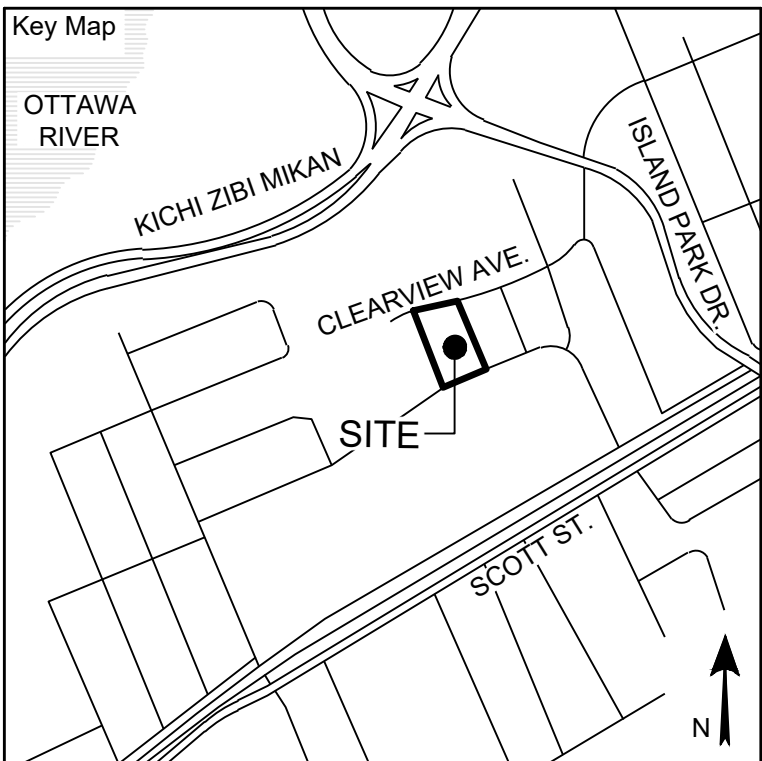 Key Map
OTTAWA
RIVER
KICHI ZIBI MIKAN
ISLAND PARK DR.
CLEARVIEW AVE.
SITE
SCOTT ST.
N